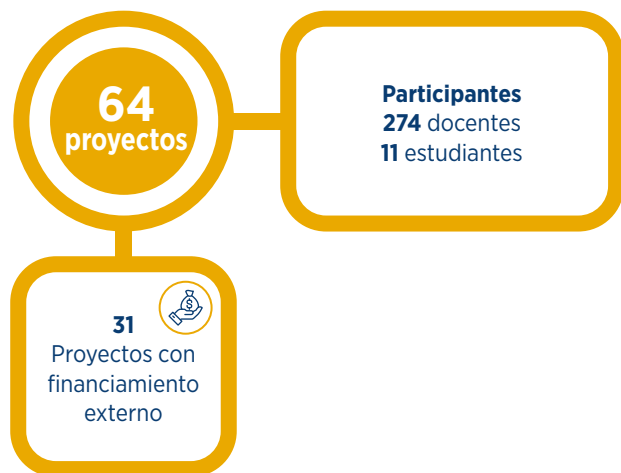 64
proyectos
Participantes
274 docentes
11 estudiantes
$
31
Proyectos con
financiamiento
externo